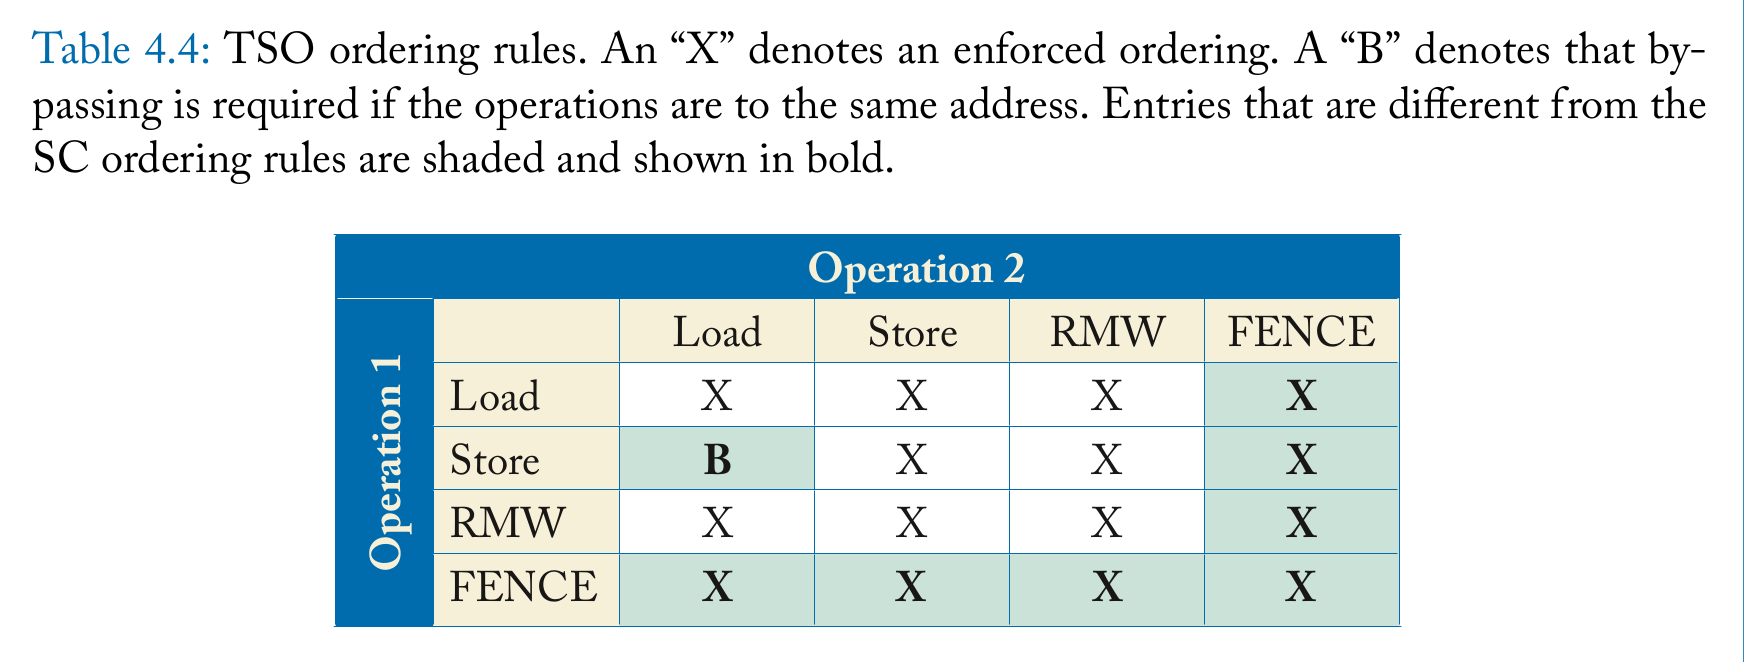 Table 4.4: TSO ordering rules. An “X” denotes an enforced ordering. A “B” denotes that by-
passing is required if the operations are to the same address. Entries that are different from the
SC ordering rules are shaded and shown in bold.
Operation 2
Operation 1
Load Store RMW FENCE
Load X X X X
Store B X X X
RMW X X X X
FENCE X X X X